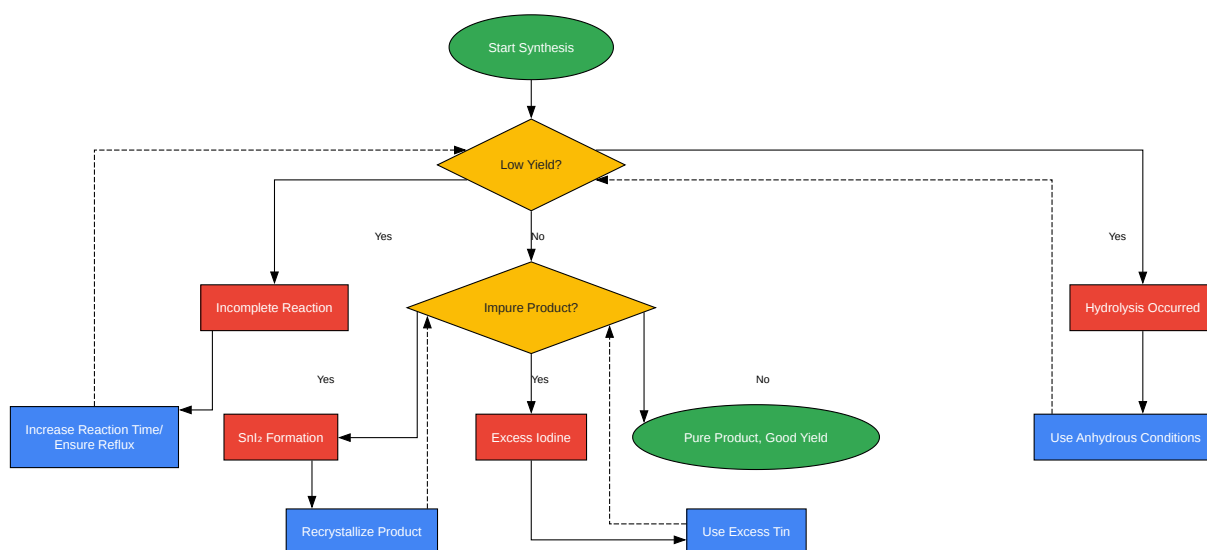 Start Synthesis
Low Yield?
Yes
No
Yes
Incomplete Reaction
Impure Product?
Hydrolysis Occurred
Yes
Yes
No
Increase Reaction Time/
Ensure Reflux
SnI₂ Formation
Excess Iodine
Pure Product, Good Yield
Use Anhydrous Conditions
Recrystallize Product
Use Excess Tin